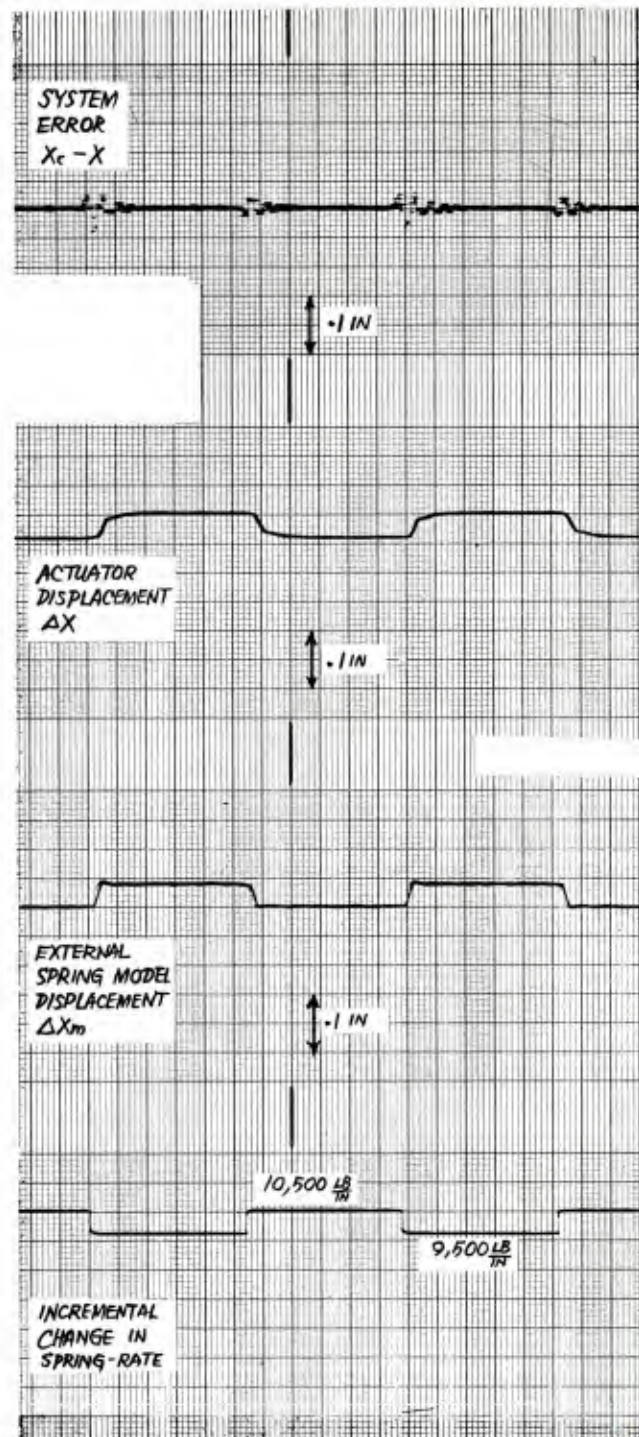 SYSTEM
ERROR
Xc - X
.1 IN
ACTUATOR
DISPLACEMENT
ΔX
.1 IN
EXTERNAL
SPRING MODEL
DISPLACEMENT
ΔXm
.1 IN
10,500 LB/IN
9,500 LB/IN
INCREMENTAL
CHANGE IN
SPRING-RATE